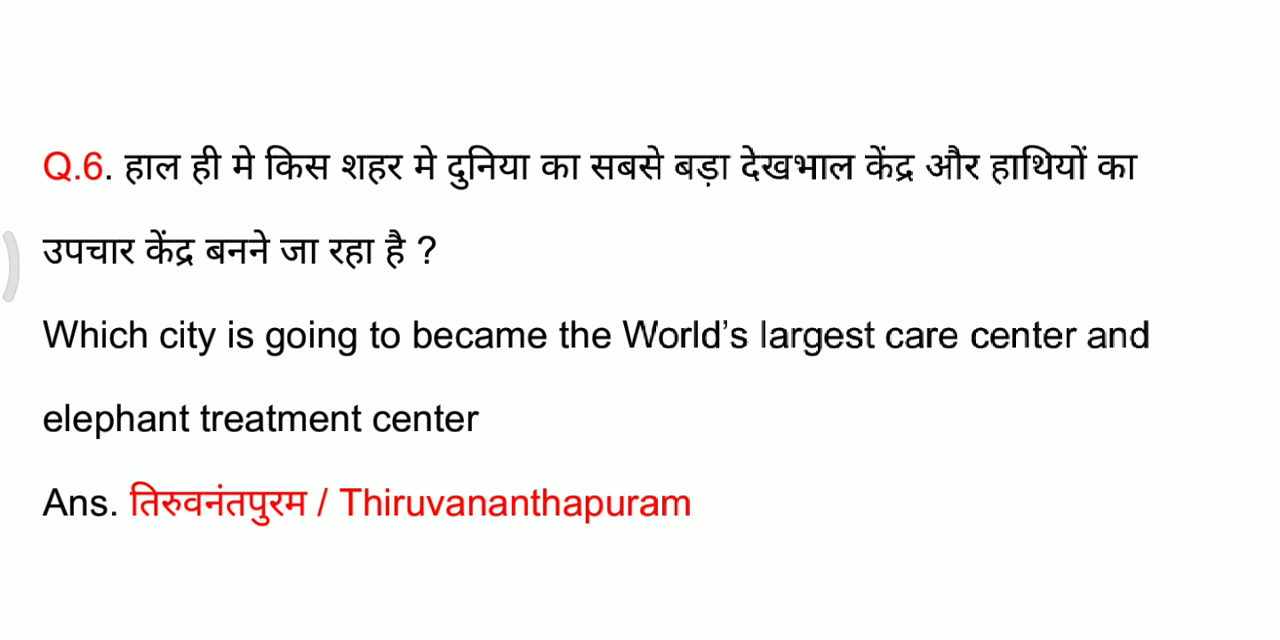 Q.6. हाल ही मे किस शहर मे दुनिया का सबसे बड़ा देखभाल केंद्र और हाथियों का
उपचार केंद्र बनने जा रहा है ?
Which city is going to became the World’s largest care center and
elephant treatment center
Ans. तिरुवनंतपुरम / Thiruvananthapuram